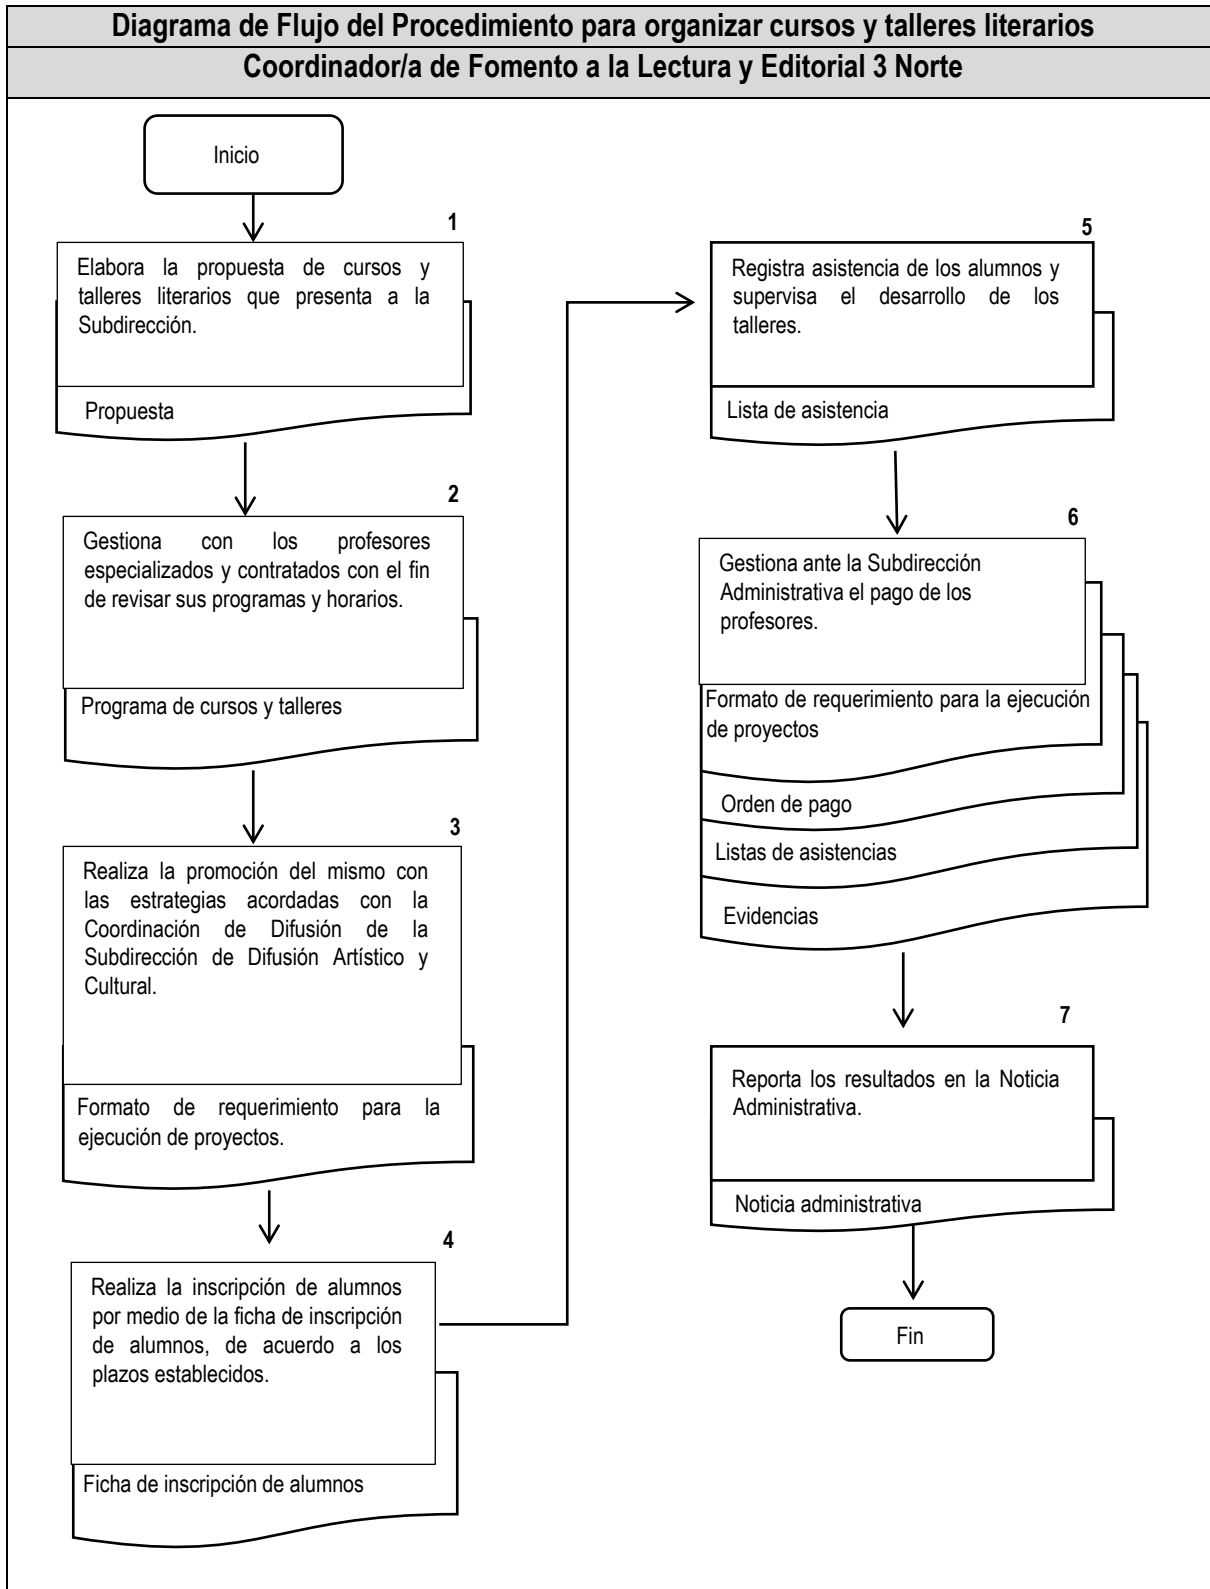 Diagrama de Flujo del Procedimiento para organizar cursos y talleres literarios
Coordinador/a de Fomento a la Lectura y Editorial 3 Norte
Inicio
1
Elabora la propuesta de cursos y
talleres literarios que presenta a la
Subdirección.
Propuesta
2
Gestiona con los profesores
especializados y contratados con el fin
de revisar sus programas y horarios.
Programa de cursos y talleres
3
Realiza la promoción del mismo con
las estrategias acordadas con la
Coordinación de Difusión de la
Subdirección de Difusión Artístico y
Cultural.
Formato de requerimiento para la
ejecución de proyectos.
4
Realiza la inscripción de alumnos
por medio de la ficha de inscripción
de alumnos, de acuerdo a los
plazos establecidos.
Ficha de inscripción de alumnos
5
Registra asistencia de los alumnos y
supervisa el desarrollo de los
talleres.
Lista de asistencia
6
Gestiona ante la Subdirección
Administrativa el pago de los
profesores.
Formato de requerimiento para la ejecución
de proyectos
Orden de pago
Listas de asistencias
Evidencias
7
Reporta los resultados en la Noticia
Administrativa.
Noticia administrativa
Fin